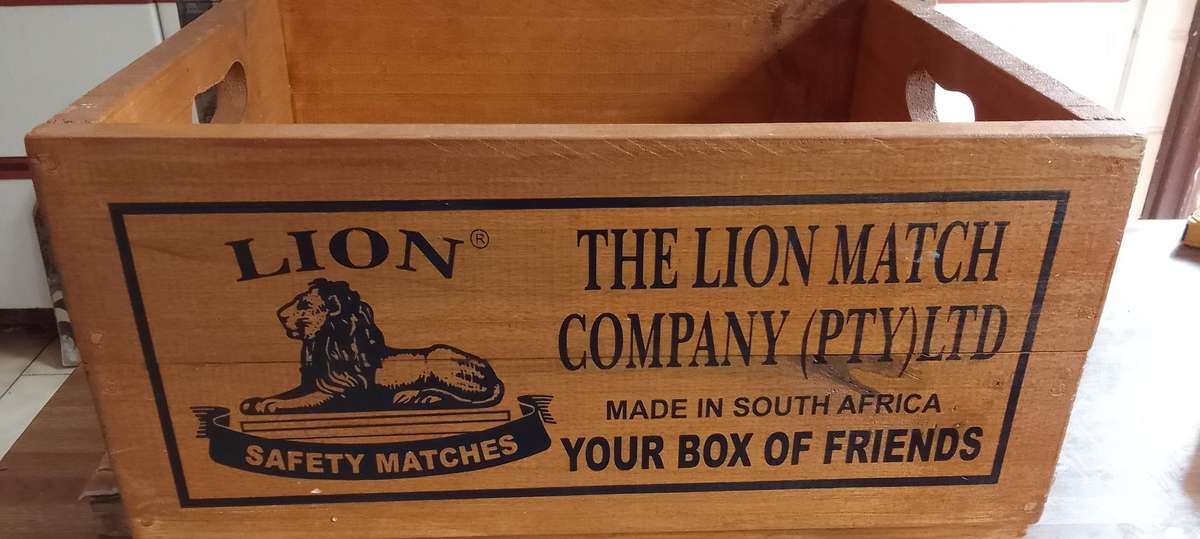 LION®
SAFETY MATCHES
THE LION MATCH
COMPANY (PTY)LTD
MADE IN SOUTH AFRICA
YOUR BOX OF FRIENDS